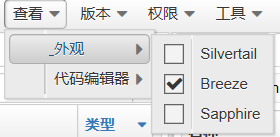 查看 版本 权限 工具
_外观
代码编辑器
Silvertail
Breeze
Sapphire
类型